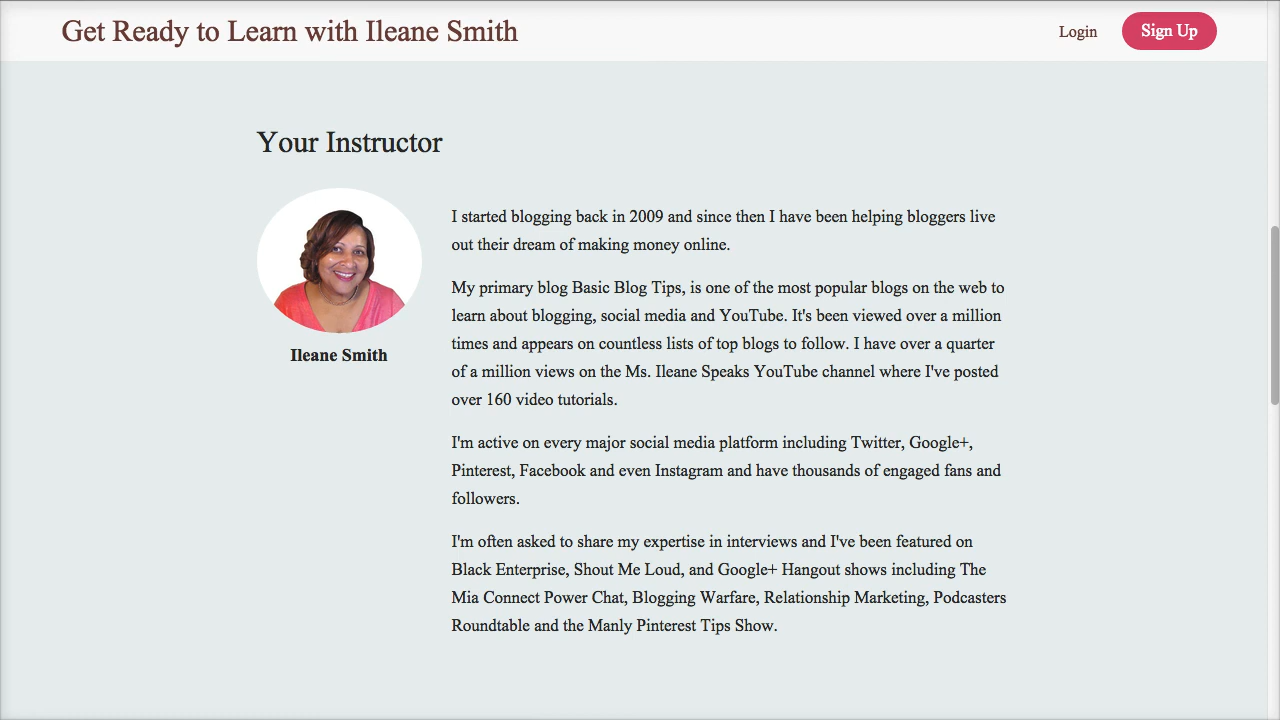 Get Ready to Learn with Ileane Smith
Login
Sign Up
Your Instructor
Ileane Smith
I started blogging back in 2009 and since then I have been helping bloggers live
out their dream of making money online.
My primary blog Basic Blog Tips, is one of the most popular blogs on the web to
learn about blogging, social media and YouTube. It's been viewed over a million
times and appears on countless lists of top blogs to follow. I have over a quarter
of a million views on the Ms. Ileane Speaks YouTube channel where I've posted
over 160 video tutorials.
I'm active on every major social media platform including Twitter, Google+,
Pinterest, Facebook and even Instagram and have thousands of engaged fans and
followers.
I'm often asked to share my expertise in interviews and I've been featured on
Black Enterprise, Shout Me Loud, and Google+ Hangout shows including The
Mia Connect Power Chat, Blogging Warfare, Relationship Marketing, Podcasters
Roundtable and the Manly Pinterest Tips Show.